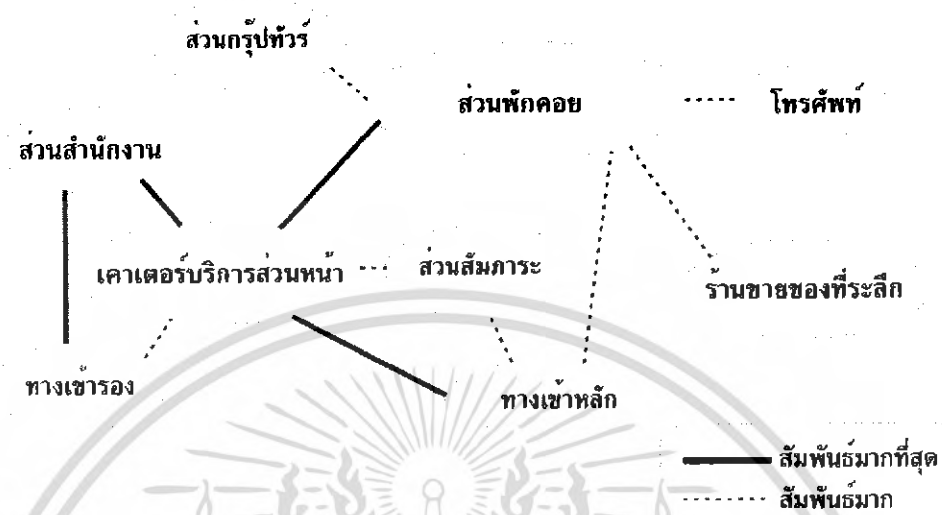 ส่วนกรุ๊ปทัวร์
ส่วนพักคอย
โทรศัพท์
ส่วนสำนักงาน
เคาเตอร์บริการส่วนหน้า
ส่วนสัมภาระ
ร้านขายของที่ระลึก
ทางเข้ารอง
ทางเข้าหลัก
สัมพันธ์มากที่สุด
สัมพันธ์มาก